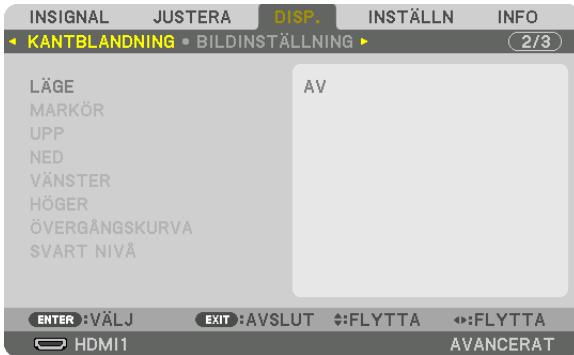 INSIGNAL JUSTERA DISP. INSTÄLLN INFO
KANTBLANDNING • BILDINSTÄLLNING 2/3
LÄGE AV
MARKÖR
UPP
NED
VÄNSTER
HÖGER
ÖVERGÅNGSKURVA
SVART NIVÅ
ENTER:VÄLJ EXIT:AVSLUT :FLYTTA :FLYTTA
HDMI1 AVANCERAT